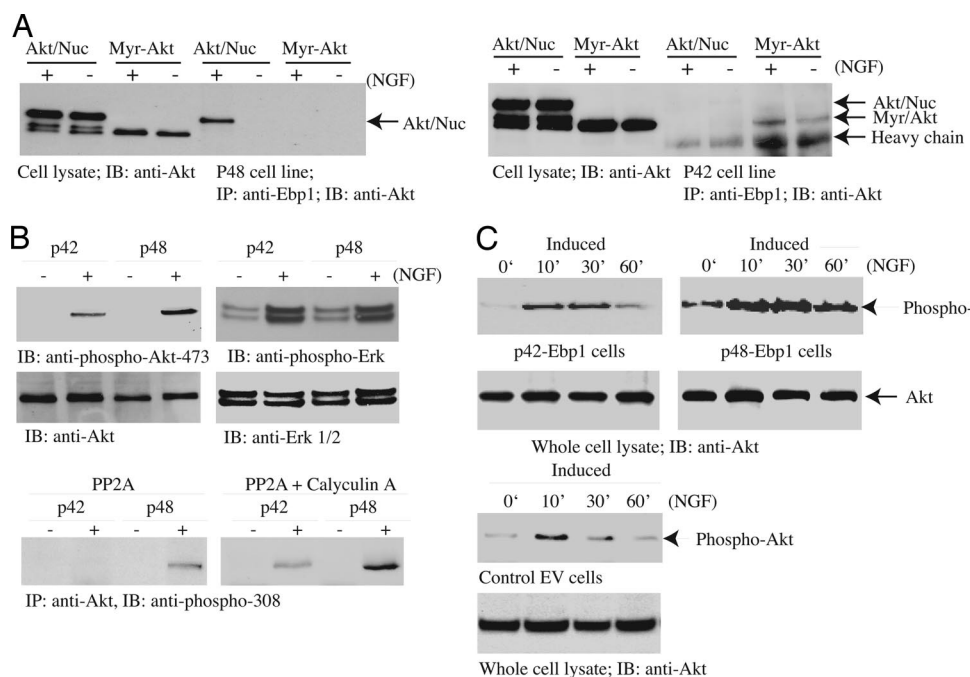 A
Akt/Nuc Myr-Akt Akt/Nuc Myr-Akt
+ - + - + - + - (NGF)
Akt/Nuc
Cell lysate; IB: anti-Akt P48 cell line;
IP: anti-Ebp1; IB: anti-Akt
Akt/Nuc Myr-Akt Akt/Nuc Myr-Akt
+ - + - + - + - (NGF)
Akt/Nuc
Myr/Akt
Heavy chain
Cell lysate; IB: anti-Akt P42 cell line
IP: anti-Ebp1; IB: anti-Akt
B
p42 p48 p42 p48
- + - + - + - + (NGF)
IB: anti-phospho-Akt-473 IB: anti-phospho-Erk
IB: anti-Akt IB: anti-Erk 1/2
PP2A PP2A + Calyculin A
p42 p48 p42 p48
- + - + - + - +
IP: anti-Akt, IB: anti-phospho-308
C
Induced Induced
0‘ 10’ 30’ 60’ 0‘ 10’ 30’ 60’ (NGF)
Phospho-
p42-Ebp1 cells p48-Ebp1 cells
Akt
Whole cell lysate; IB: anti-Akt
Induced
0‘ 10’ 30’ 60’ (NGF)
Phospho-Akt
Control EV cells
Whole cell lysate; IB: anti-Akt